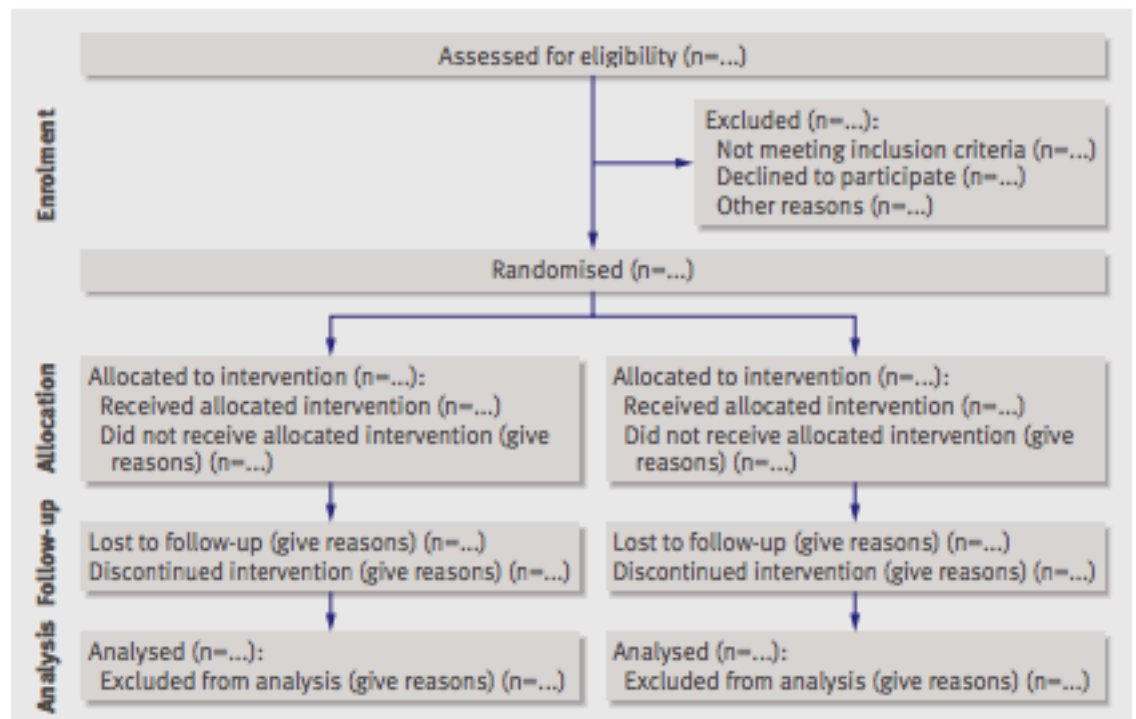 Assessed for eligibility (n=...)
Enrolment
Excluded (n=...):
Not meeting inclusion criteria (n=...)
Declined to participate (n=...)
Other reasons (n=...)
Randomised (n=...)
Allocation
Allocated to intervention (n=...):
Received allocated intervention (n=...)
Did not receive allocated intervention (give
reasons) (n=...)
Allocated to intervention (n=...):
Received allocated intervention (n=...)
Did not receive allocated intervention (give
reasons) (n=...)
Follow-up
Lost to follow-up (give reasons) (n=...)
Discontinued intervention (give reasons) (n=...)
Lost to follow-up (give reasons) (n=...)
Discontinued intervention (give reasons) (n=...)
Analysis
Analysed (n=...):
Excluded from analysis (give reasons) (n=...)
Analysed (n=...):
Excluded from analysis (give reasons) (n=...)